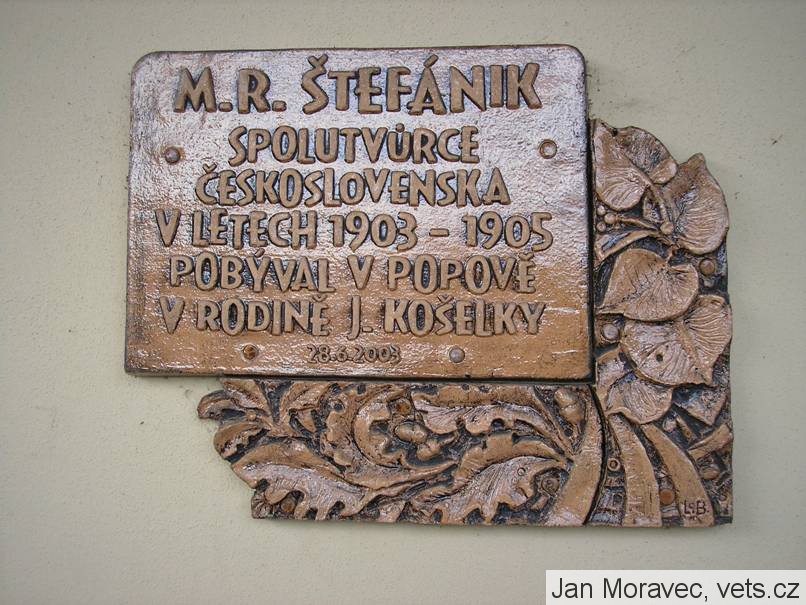 M.R. ŠTEFÁNIK
SPOLUTVŮRCE
ČESKOSLOVENSKA
V LETECH 1903 - 1905
POBÝVAL V POPOVĚ
V RODINĚ J. KOŠELKY
28.6.2003
L.B.
Jan Moravec, vets.cz